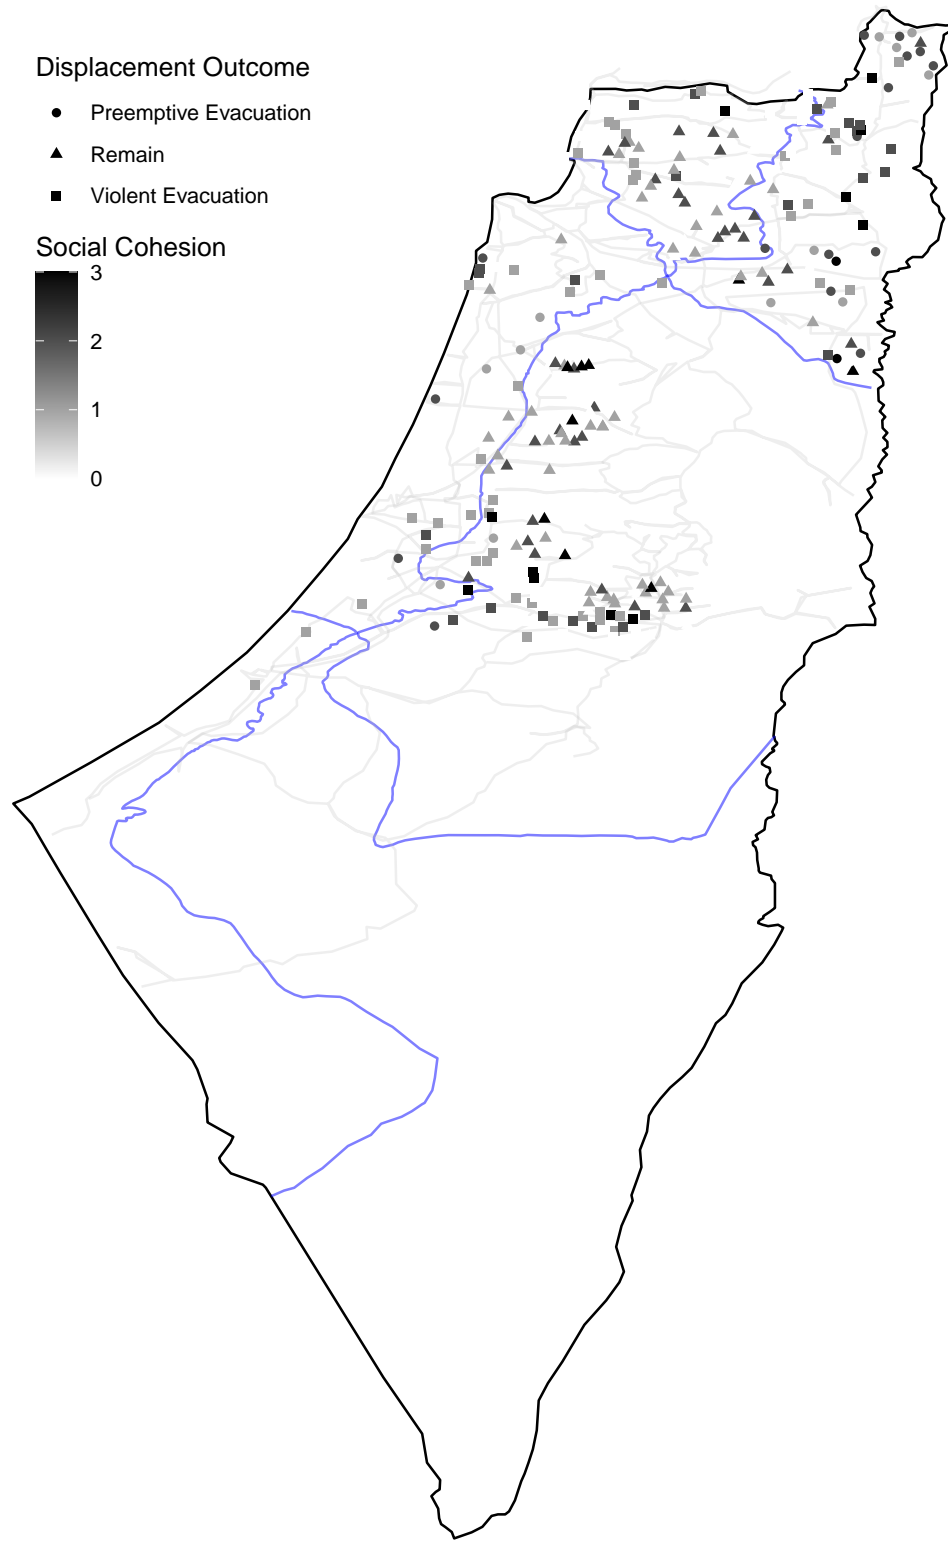 Displacement Outcome
Preemptive Evacuation
Remain
Violent Evacuation
Social Cohesion
3
2
1
0